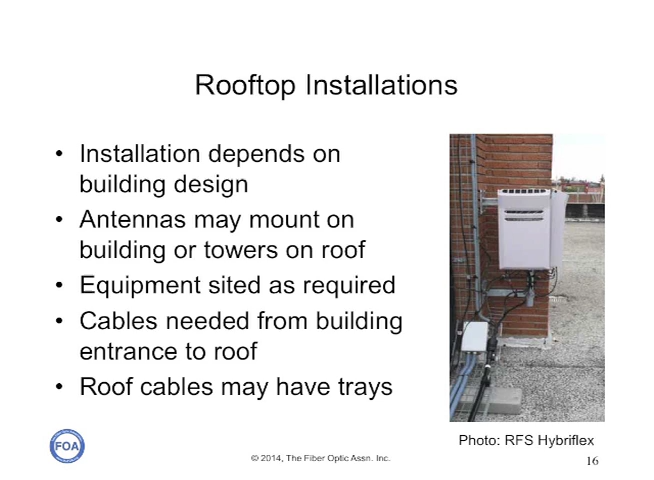 Rooftop Installations
• Installation depends on
building design
• Antennas may mount on
building or towers on roof
• Equipment sited as required
• Cables needed from building
entrance to roof
• Roof cables may have trays
Photo: RFS Hybriflex
FOA
© 2014, The Fiber Optic Assn. Inc.
16